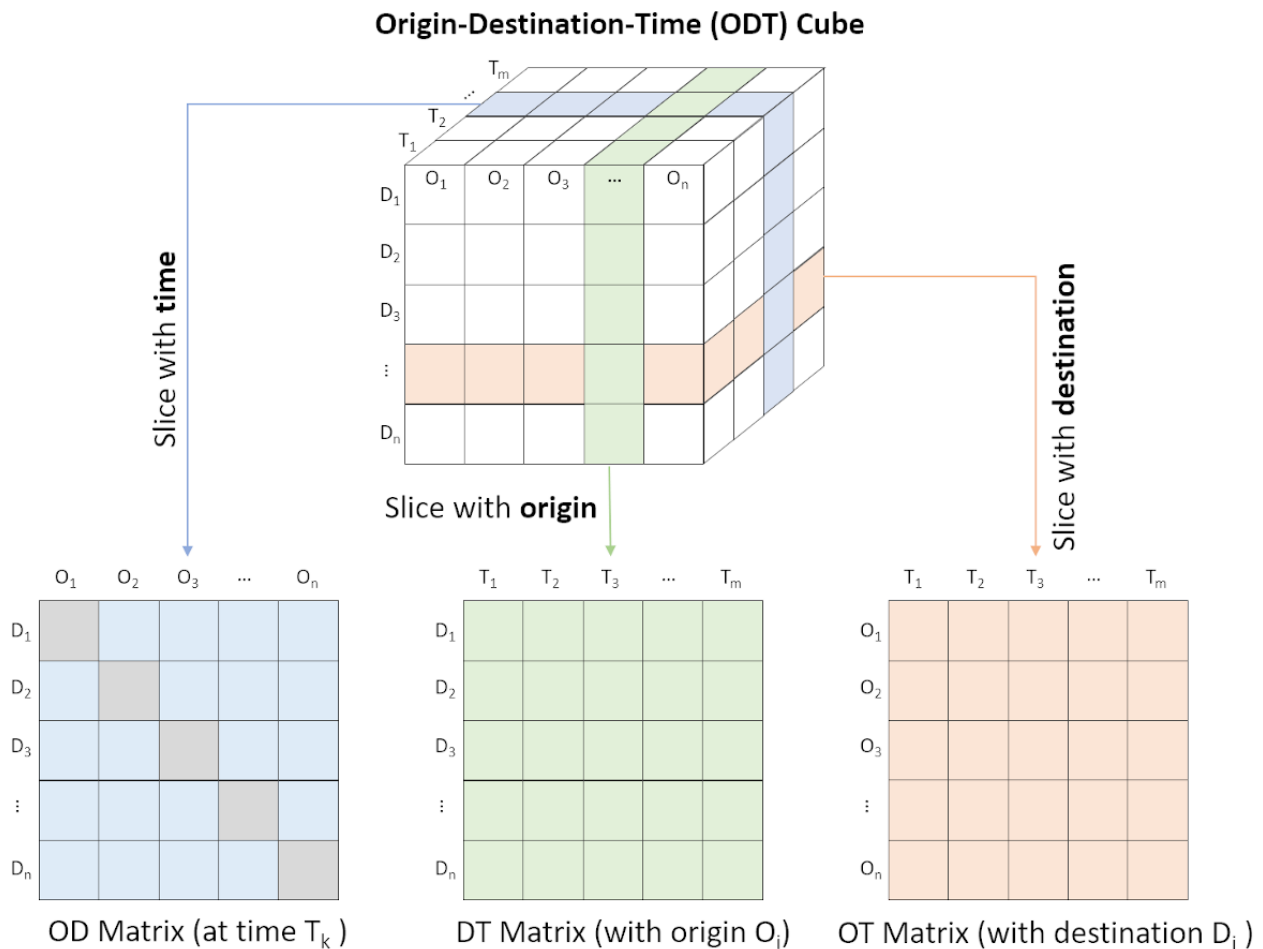 Origin-Destination-Time (ODT) Cube
Tm
...
T2
T1
O1 O2 O3 ... On
D1
D2
D3
...
Dn
Slice with time
Slice with origin
Slice with destination
O1 O2 O3 ... On
D1
D2
D3
...
Dn
OD Matrix (at time Tk )
T1 T2 T3 ... Tm
D1
D2
D3
...
Dn
DT Matrix (with origin Oi)
T1 T2 T3 ... Tm
O1
O2
O3
...
On
OT Matrix (with destination Di )